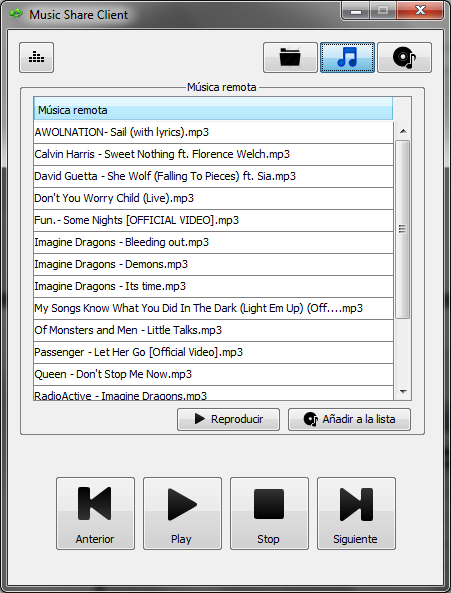 Music Share Client
Música remota
Música remota
AWOLNATION- Sail (with lyrics).mp3
Calvin Harris - Sweet Nothing ft. Florence Welch.mp3
David Guetta - She Wolf (Falling To Pieces) ft. Sia.mp3
Don't You Worry Child (Live).mp3
Fun.- Some Nights [OFFICIAL VIDEO].mp3
Imagine Dragons - Bleeding out.mp3
Imagine Dragons - Demons.mp3
Imagine Dragons - Its time.mp3
My Songs Know What You Did In The Dark (Light Em Up) (Off....mp3
Of Monsters and Men - Little Talks.mp3
Passenger - Let Her Go [Official Video].mp3
Queen - Don't Stop Me Now.mp3
RadioActive - Imagine Dragons.mp3
Reproducir Añadir a la lista
Anterior Play Stop Siguiente